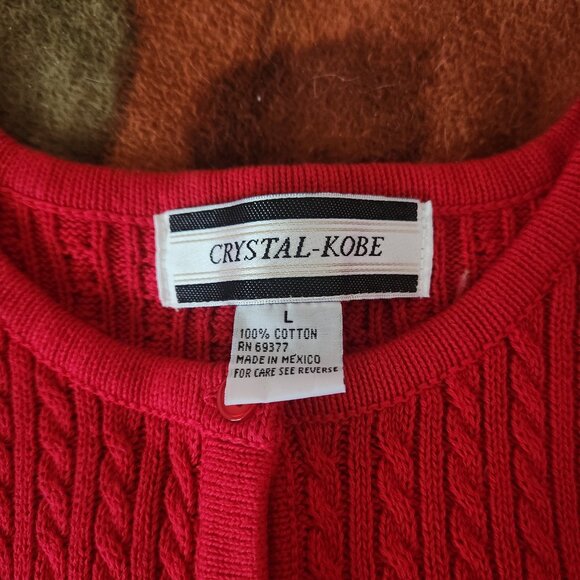 CRYSTAL-KOBE
L
100% COTTON
RN 69377
MADE IN MEXICO
FOR CARE SEE REVERSE